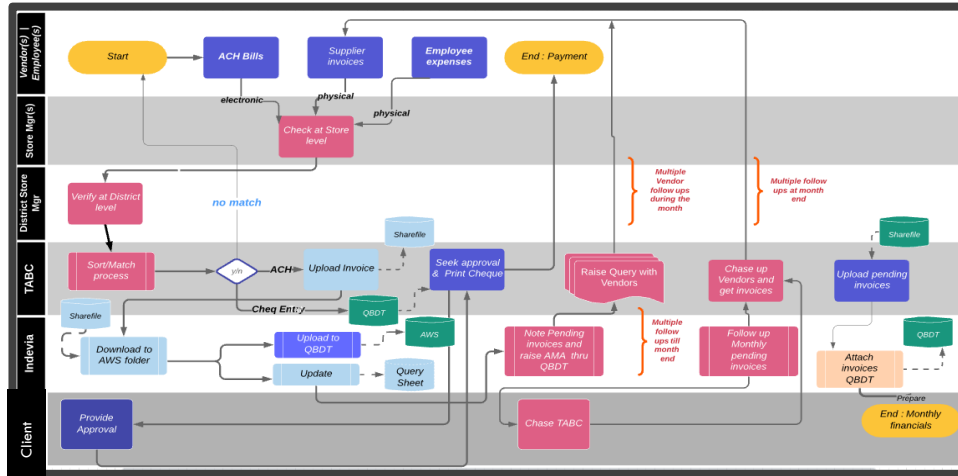 Vendor(s) |
Employee(s)
Start
ACH Bills
Supplier
invoices
Employee
expenses
End : Payment
electronic
physical
physical
Store Mgr(s)
Check at Store
level
District Store
Mgr
Verify at District
level
no match
Multiple
Vendor
follow ups
during the
month
Multiple follow
ups at month
end
TABC
Sort/Match
process
y/n
ACH
Upload Invoice
Sharefile
Seek approval
& Print Cheque
Raise Query with
Vendors
Chase up
Vendors and
get invoices
Sharefile
Upload pending
invoices
Cheq Entry
QBDT
Indevia
Sharefile
Download to
AWS folder
Upload to
QBDT
AWS
Update
Query
Sheet
Note Pending
invoices and
raise AMA thru
QBDT
Multiple
follow
ups till
month
end
Follow up
Monthly
pending
invoices
Attach
invoices
QBDT
QBDT
Prepare
Client
Provide
Approval
Chase TABC
End : Monthly
financials